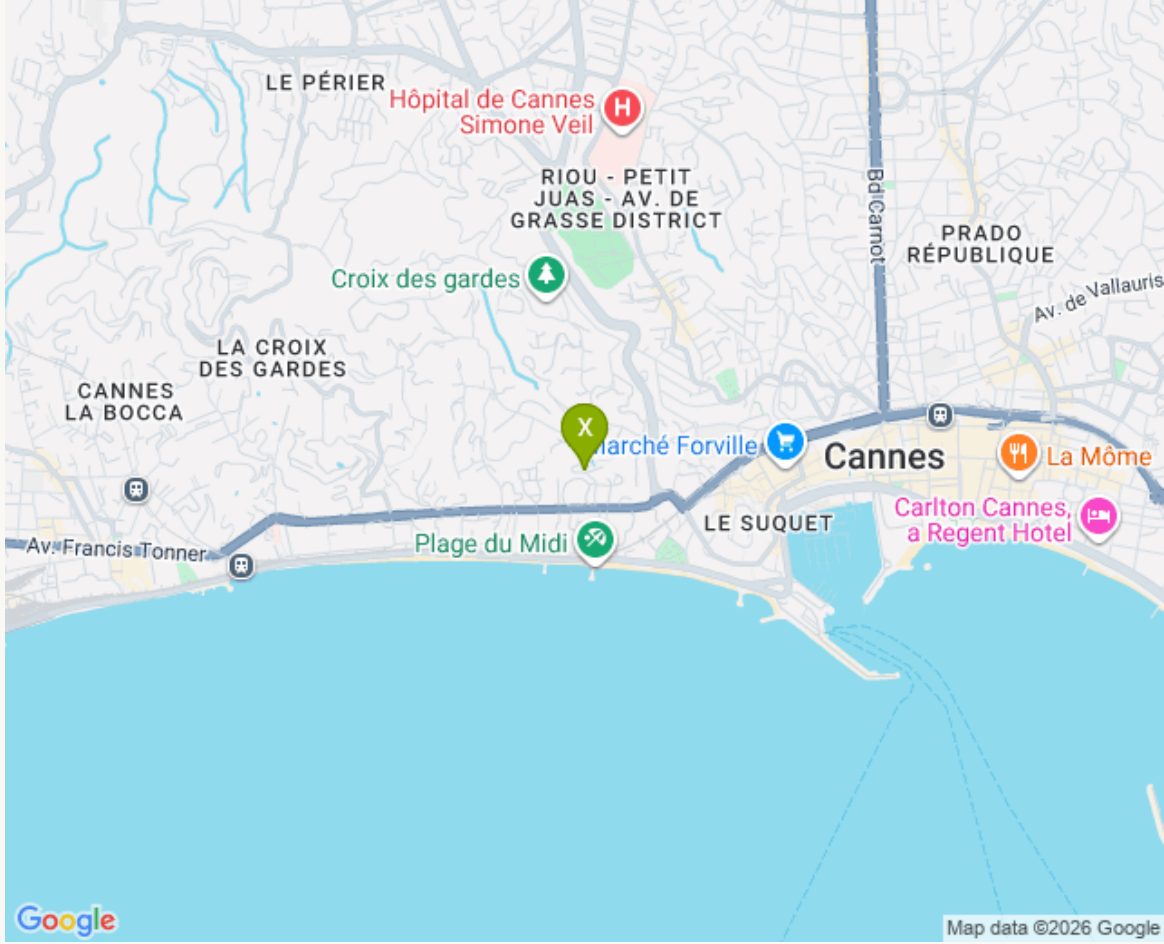 LE PÉRIER
Hôpital de Cannes
Simone Veil
H
RIOU - PETIT
JUAS - AV. DE
GRASSE DISTRICT
Bd Carnot
PRADO
RÉPUBLIQUE
Croix des gardes
Av. de Vallauris
LA CROIX
DES GARDES
CANNES
LA BOCCA
X
Marché Forville
Cannes
La Môme
Carlton Cannes,
a Regent Hotel
LE SUQUET
Plage du Midi
Av. Francis Tonner
Google
Map data ©2026 Google